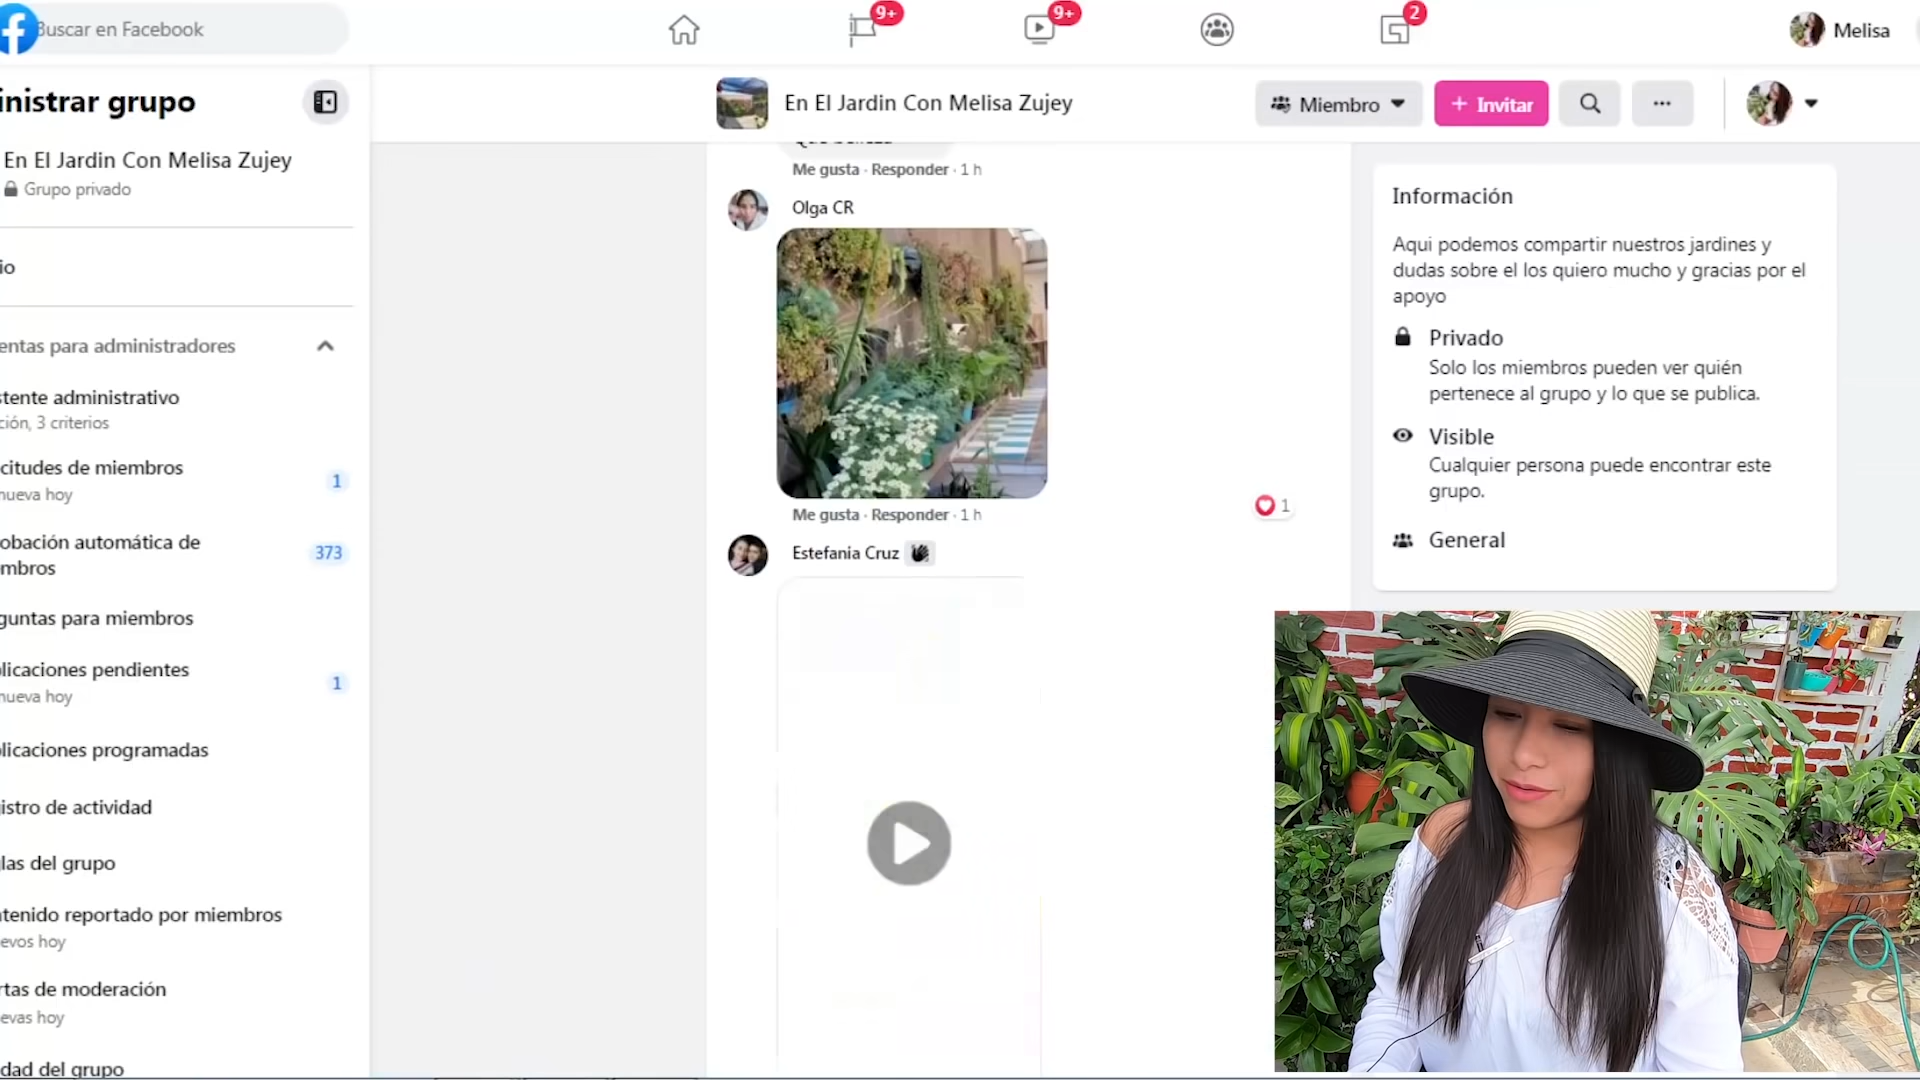 Buscar en Facebook
9+
9+
2
Melisa
inistrar grupo
En El Jardin Con Melisa Zujey
Grupo privado
io
entas para administradores
stente administrativo
ción, 3 criterios
citudes de miembros
nueva hoy
1
obación automática de
embros
373
guntas para miembros
licaciones pendientes
nueva hoy
1
licaciones programadas
istro de actividad
las del grupo
tenido reportado por miembros
evos hoy
rtas de moderación
evas hoy
dad del grupo
En El Jardin Con Melisa Zujey
Miembro
+ Invitar
Que belleza
Me gusta · Responder · 1 h
Olga CR
Me gusta · Responder · 1 h
1
Estefania Cruz
Información
Aqui podemos compartir nuestros jardines y
dudas sobre el los quiero mucho y gracias por el
apoyo
Privado
Solo los miembros pueden ver quién
pertenece al grupo y lo que se publica.
Visible
Cualquier persona puede encontrar este
grupo.
General